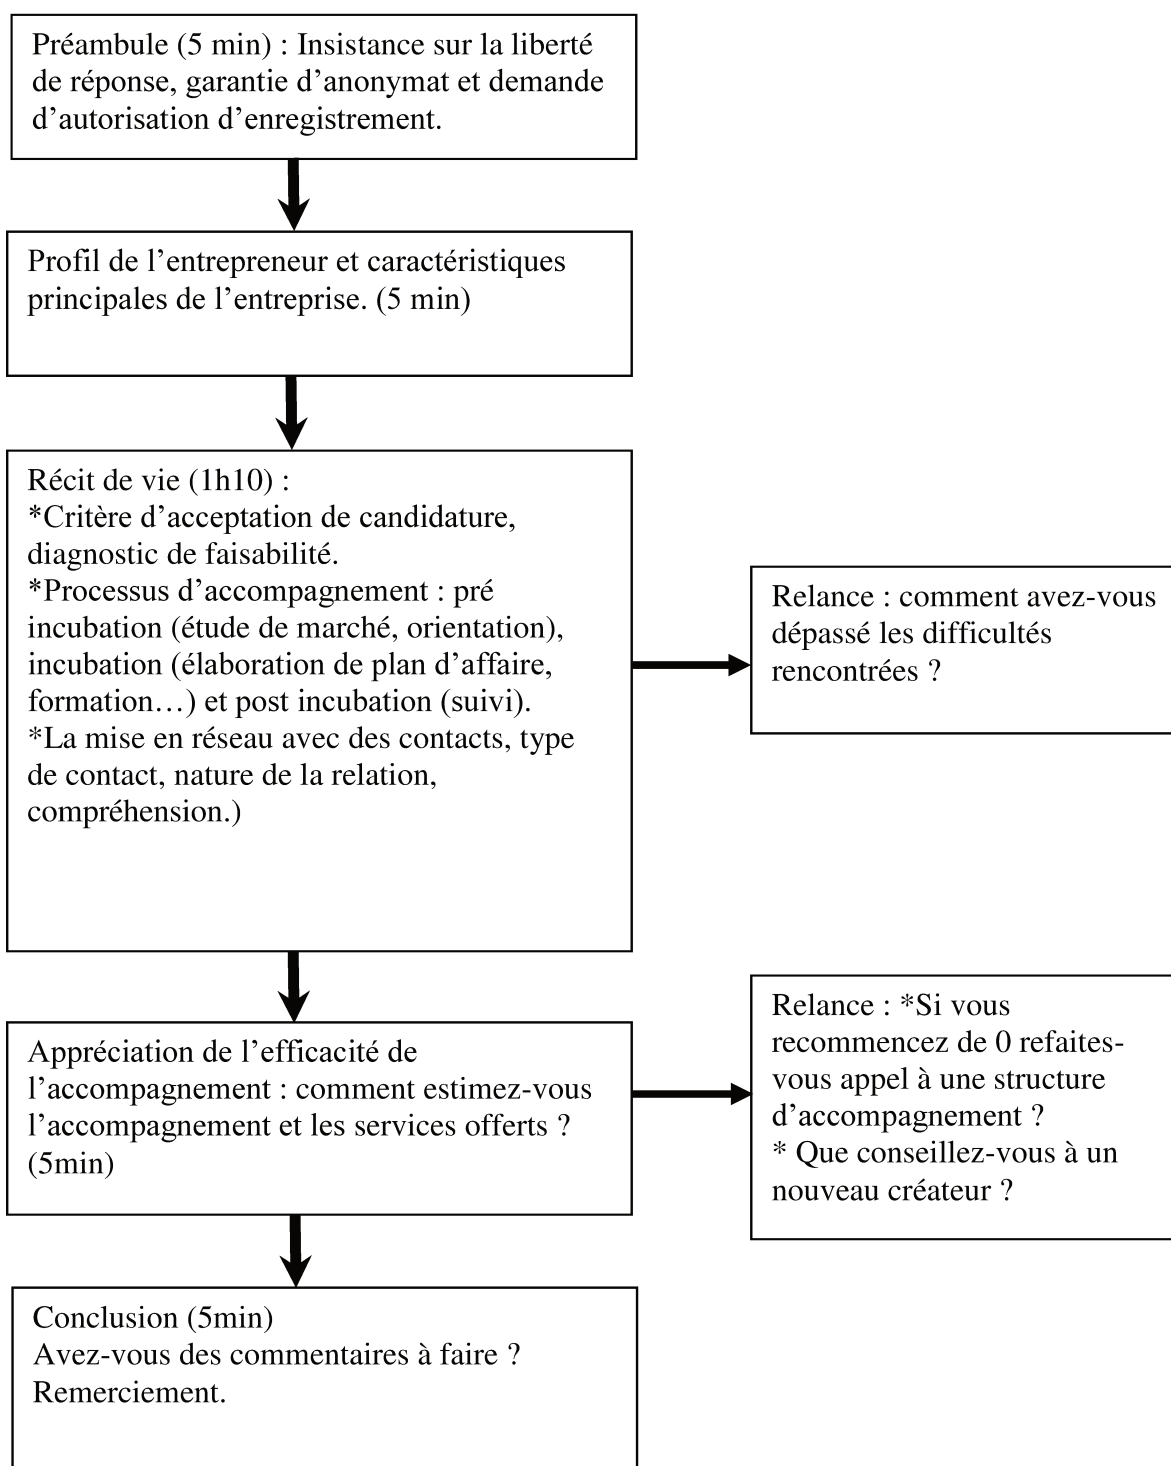 Préambule (5 min) : Insistance sur la liberté
de réponse, garantie d’anonymat et demande
d’autorisation d’enregistrement.
Profil de l’entrepreneur et caractéristiques
principales de l’entreprise. (5 min)
Récit de vie (1h10) :
*Critère d’acceptation de candidature,
diagnostic de faisabilité.
*Processus d’accompagnement : pré
incubation (étude de marché, orientation),
incubation (élaboration de plan d’affaire,
formation…) et post incubation (suivi).
*La mise en réseau avec des contacts, type
de contact, nature de la relation,
compréhension.)
Relance : comment avez-vous
dépassé les difficultés
rencontrées ?
Appréciation de l’efficacité de
l’accompagnement : comment estimez-vous
l’accompagnement et les services offerts ?
(5min)
Relance : *Si vous
recommencez de 0 refaites-
vous appel à une structure
d’accompagnement ?
* Que conseillez-vous à un
nouveau créateur ?
Conclusion (5min)
Avez-vous des commentaires à faire ?
Remerciement.